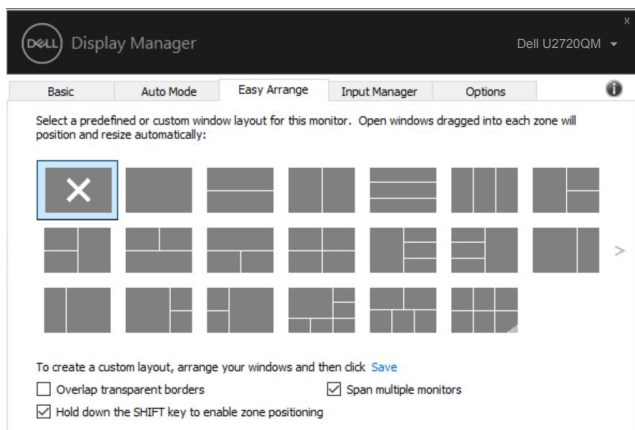 x
DELL Display Manager Dell U2720QM
Basic Auto Mode Easy Arrange Input Manager Options
Select a predefined or custom window layout for this monitor. Open windows dragged into each zone will
position and resize automatically:
To create a custom layout, arrange your windows and then click Save
Overlap transparent borders Span multiple monitors
Hold down the SHIFT key to enable zone positioning